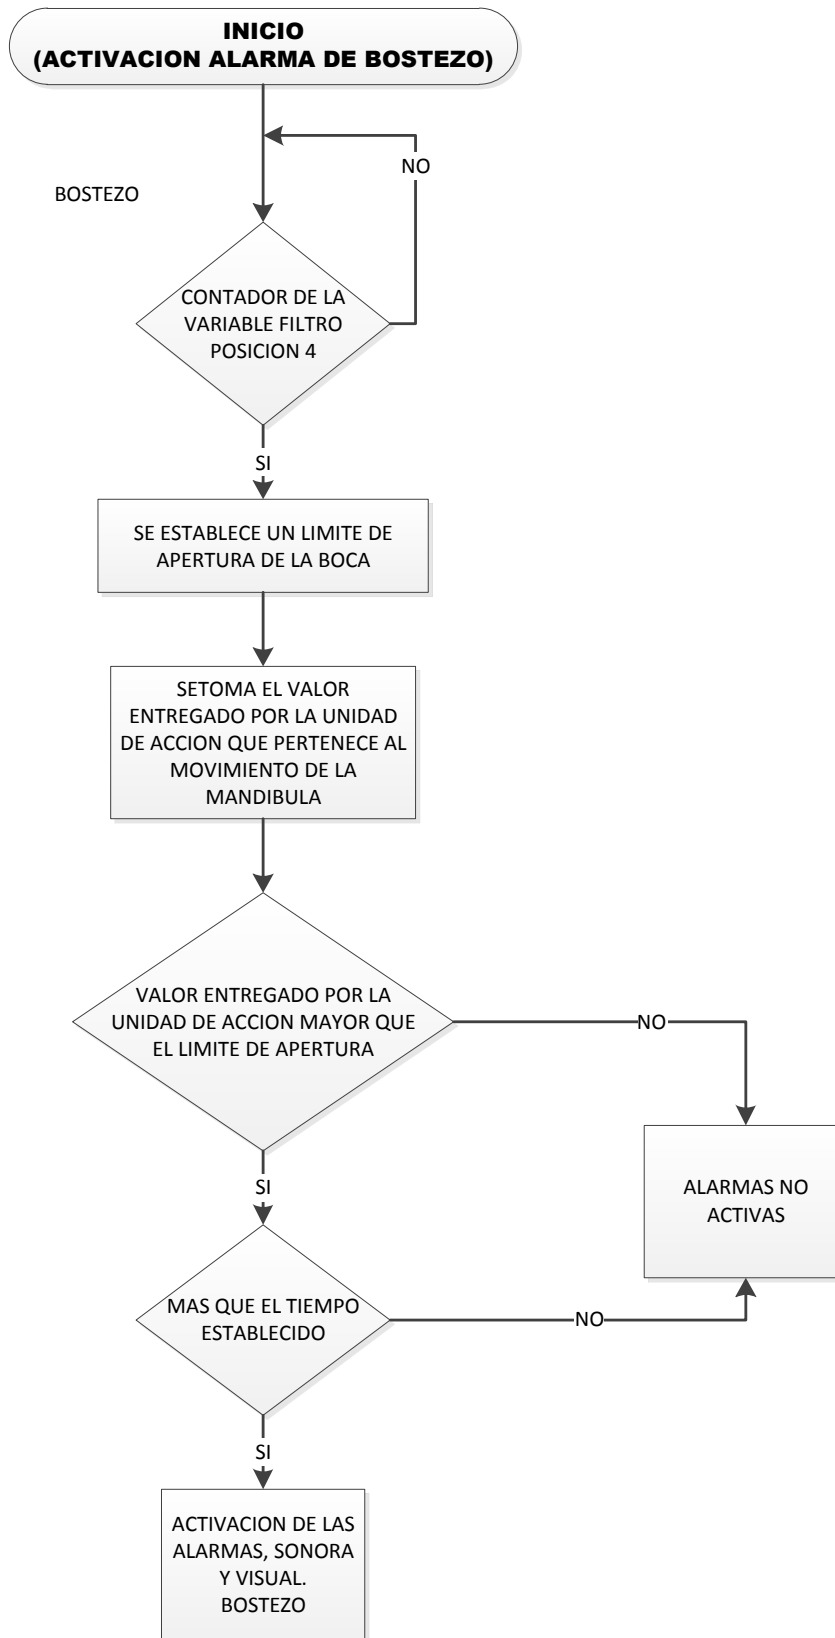 INICIO
(ACTIVACION ALARMA DE BOSTEZO)
NO
BOSTEZO
CONTADOR DE LA
VARIABLE FILTRO
POSICION 4
SI
SE ESTABLECE UN LIMITE DE
APERTURA DE LA BOCA
SETOMA EL VALOR
ENTREGADO POR LA UNIDAD
DE ACCION QUE PERTENECE AL
MOVIMIENTO DE LA
MANDIBULA
VALOR ENTREGADO POR LA
UNIDAD DE ACCION MAYOR QUE
EL LIMITE DE APERTURA
NO
SI
ALARMAS NO
ACTIVAS
MAS QUE EL TIEMPO
ESTABLECIDO
NO
SI
ACTIVACION DE LAS
ALARMAS, SONORA
Y VISUAL.
BOSTEZO